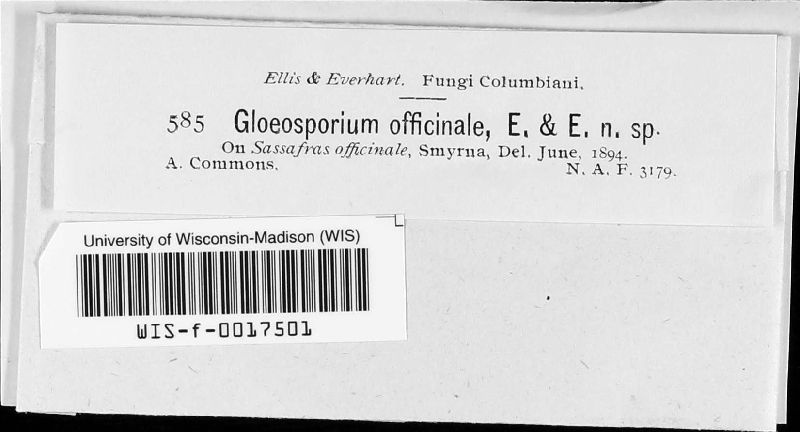 Ellis & Everhart. Fungi Columbiani.
585 Gloeosporium officinale, E. & E. n. sp.
On Sassafras officinale, Smyrna, Del. June, 1894.
A. Commons. N. A. F. 3179.
University of Wisconsin-Madison (WIS)
WIS-f-0017501